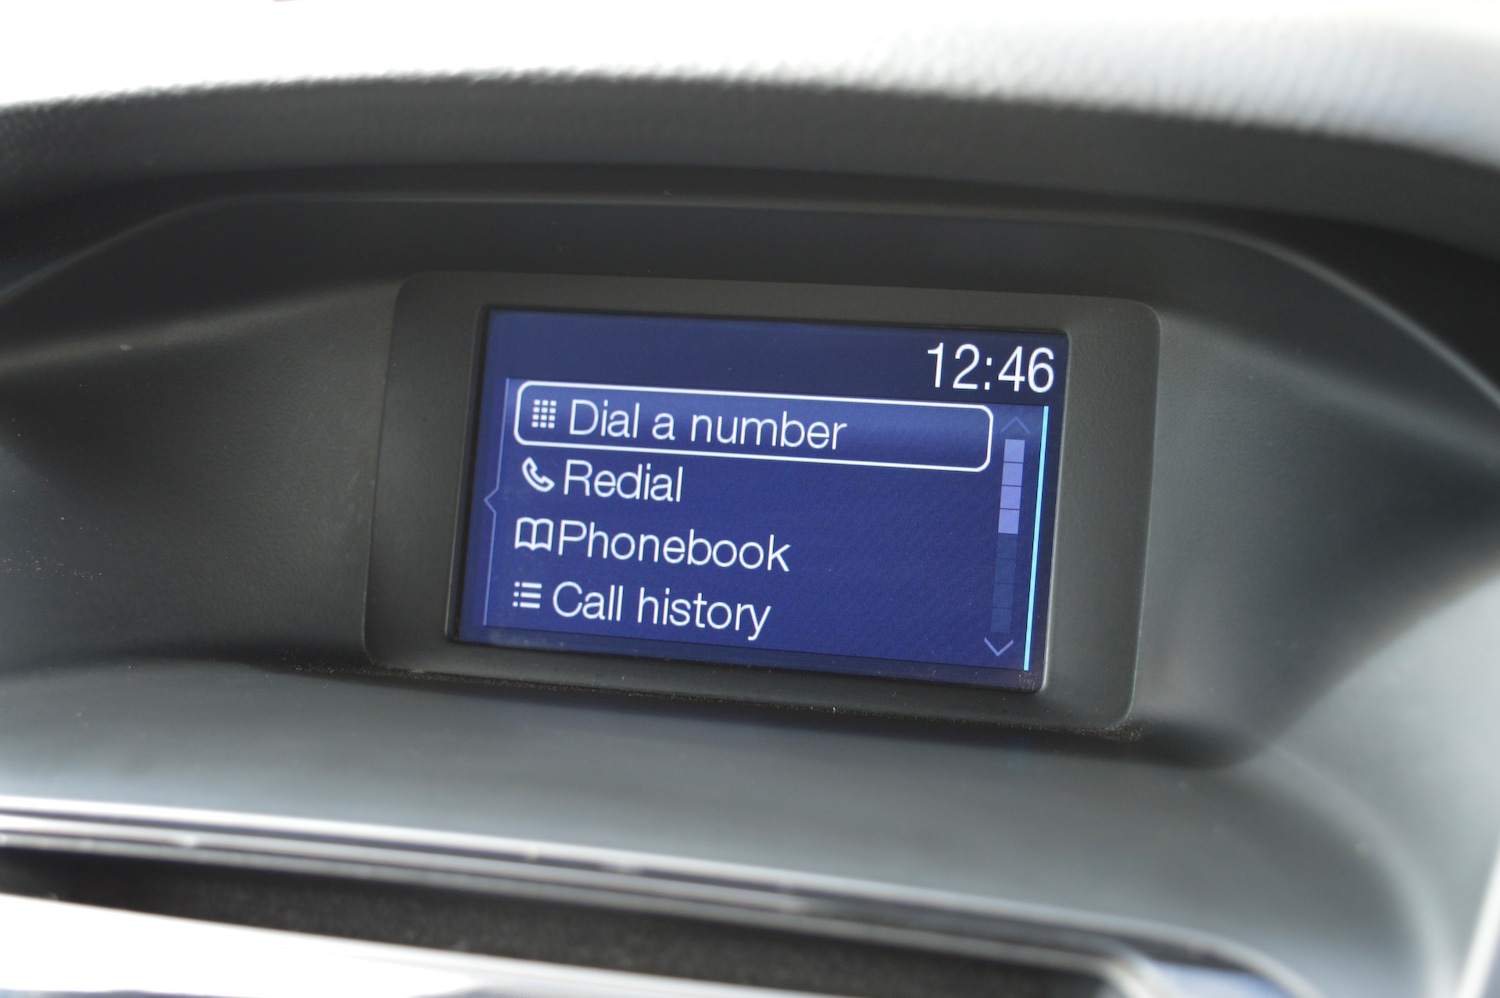 12:46
Dial a number
Redial
Phonebook
Call history